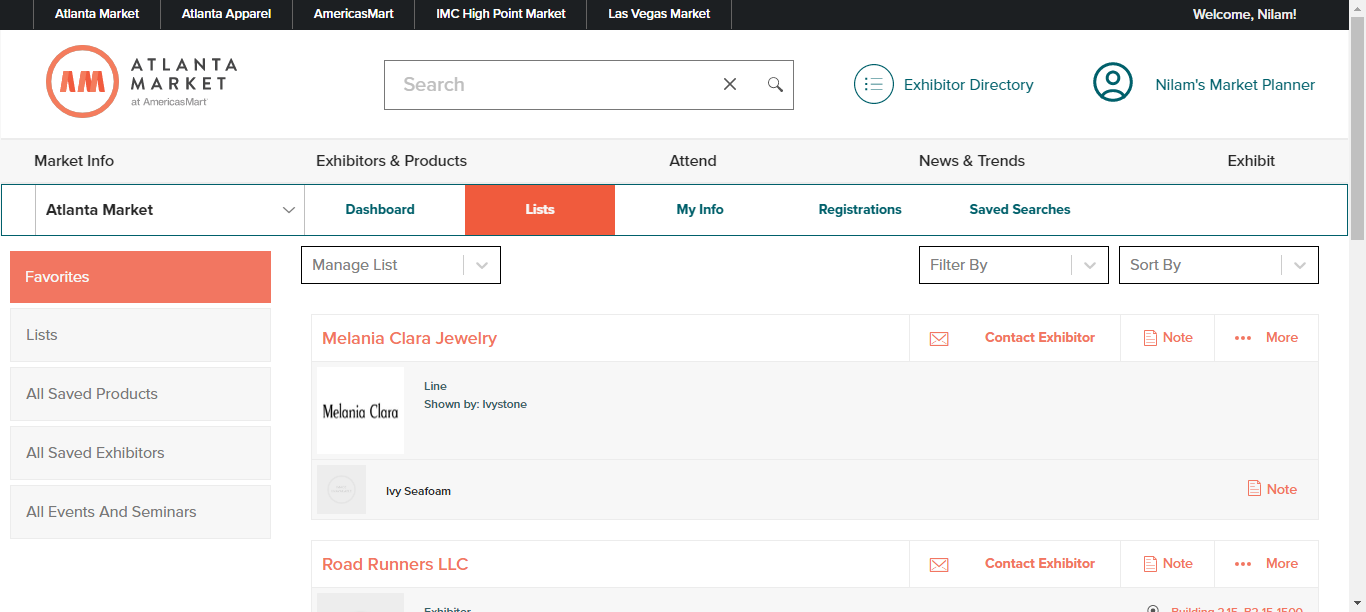 Atlanta Market Atlanta Apparel AmericasMart IMC High Point Market Las Vegas Market Welcome, Nilam!
AM ATLANTA
MARKET
at AmericasMart
Search
Exhibitor Directory
Nilam's Market Planner
Market Info Exhibitors & Products Attend News & Trends Exhibit
Atlanta Market Dashboard Lists My Info Registrations Saved Searches
Favorites
Lists
All Saved Products
All Saved Exhibitors
All Events And Seminars
Manage List Filter By Sort By
Melania Clara Jewelry Contact Exhibitor Note More
Melania Clara
Line
Shown by: Ivystone
Ivy Seafoam Note
Road Runners LLC Contact Exhibitor Note More
Exhibitor Building 2 15, B2 15-1500